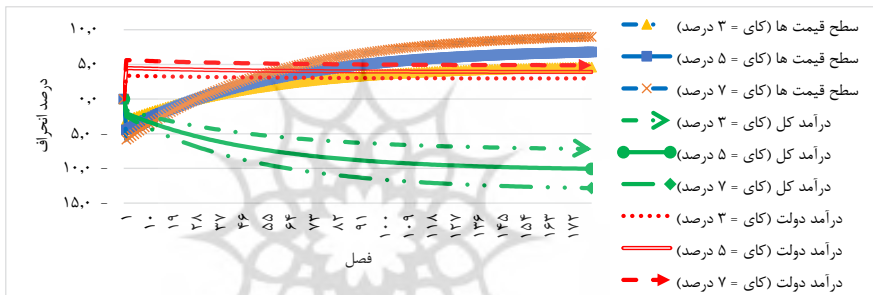 ۱۰,۰
۵,۰
۰,۰
۵,۰ –
۱۰,۰ –
۱۵,۰ –
درصد انحراف
۱ ۱۰ ۱۹ ۲۸ ۳۷ ۴۶ ۵۵ ۶۴ ۷۳ ۸۲ ۹۱ ۱۰۰ ۱۰۹ ۱۱۸ ۱۲۷ ۱۳۶ ۱۴۵ ۱۵۴ ۱۶۳ ۱۷۲
فصل
سطح قیمت ها (کای = ۳ درصد)
سطح قیمت ها (کای = ۵ درصد)
سطح قیمت ها (کای = ۷ درصد)
درآمد کل (کای = ۳ درصد)
درآمد کل (کای = ۵ درصد)
درآمد کل (کای = ۷ درصد)
درآمد دولت (کای = ۳ درصد)
درآمد دولت (کای = ۵ درصد)
درآمد دولت (کای = ۷ درصد)